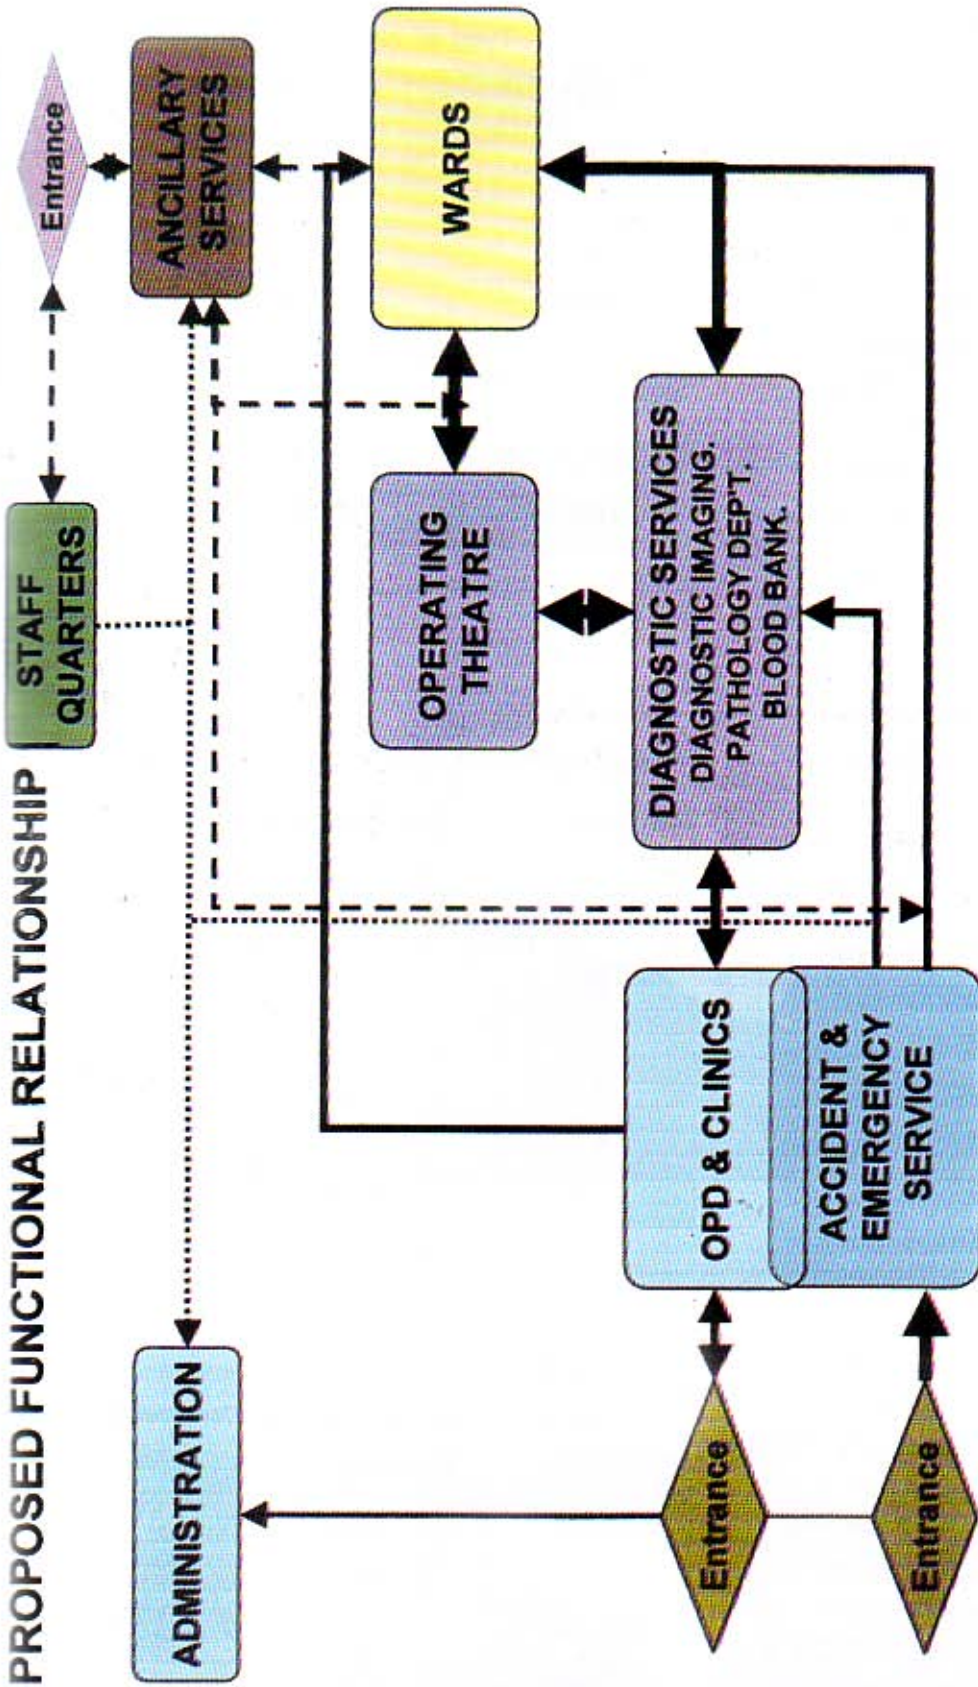 PROPOSED FUNCTIONAL RELATIONSHIP
STAFF
QUARTERS
Entrance
ADMINISTRATION
ANCILLARY
SERVICES
OPERATING
THEATRE
WARDS
OPD & CLINICS
DIAGNOSTIC SERVICES
DIAGNOSTIC IMAGING.
PATHOLOGY DEP'T.
BLOOD BANK.
ACCIDENT &
EMERGENCY
SERVICE
Entrance
Entrance